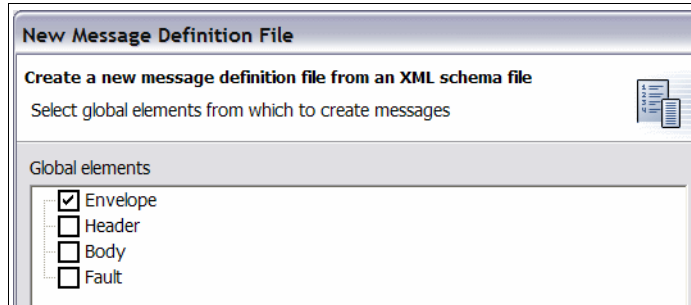 New Message Definition File
Create a new message definition file from an XML schema file
Select global elements from which to create messages
Global elements
Envelope
Header
Body
Fault